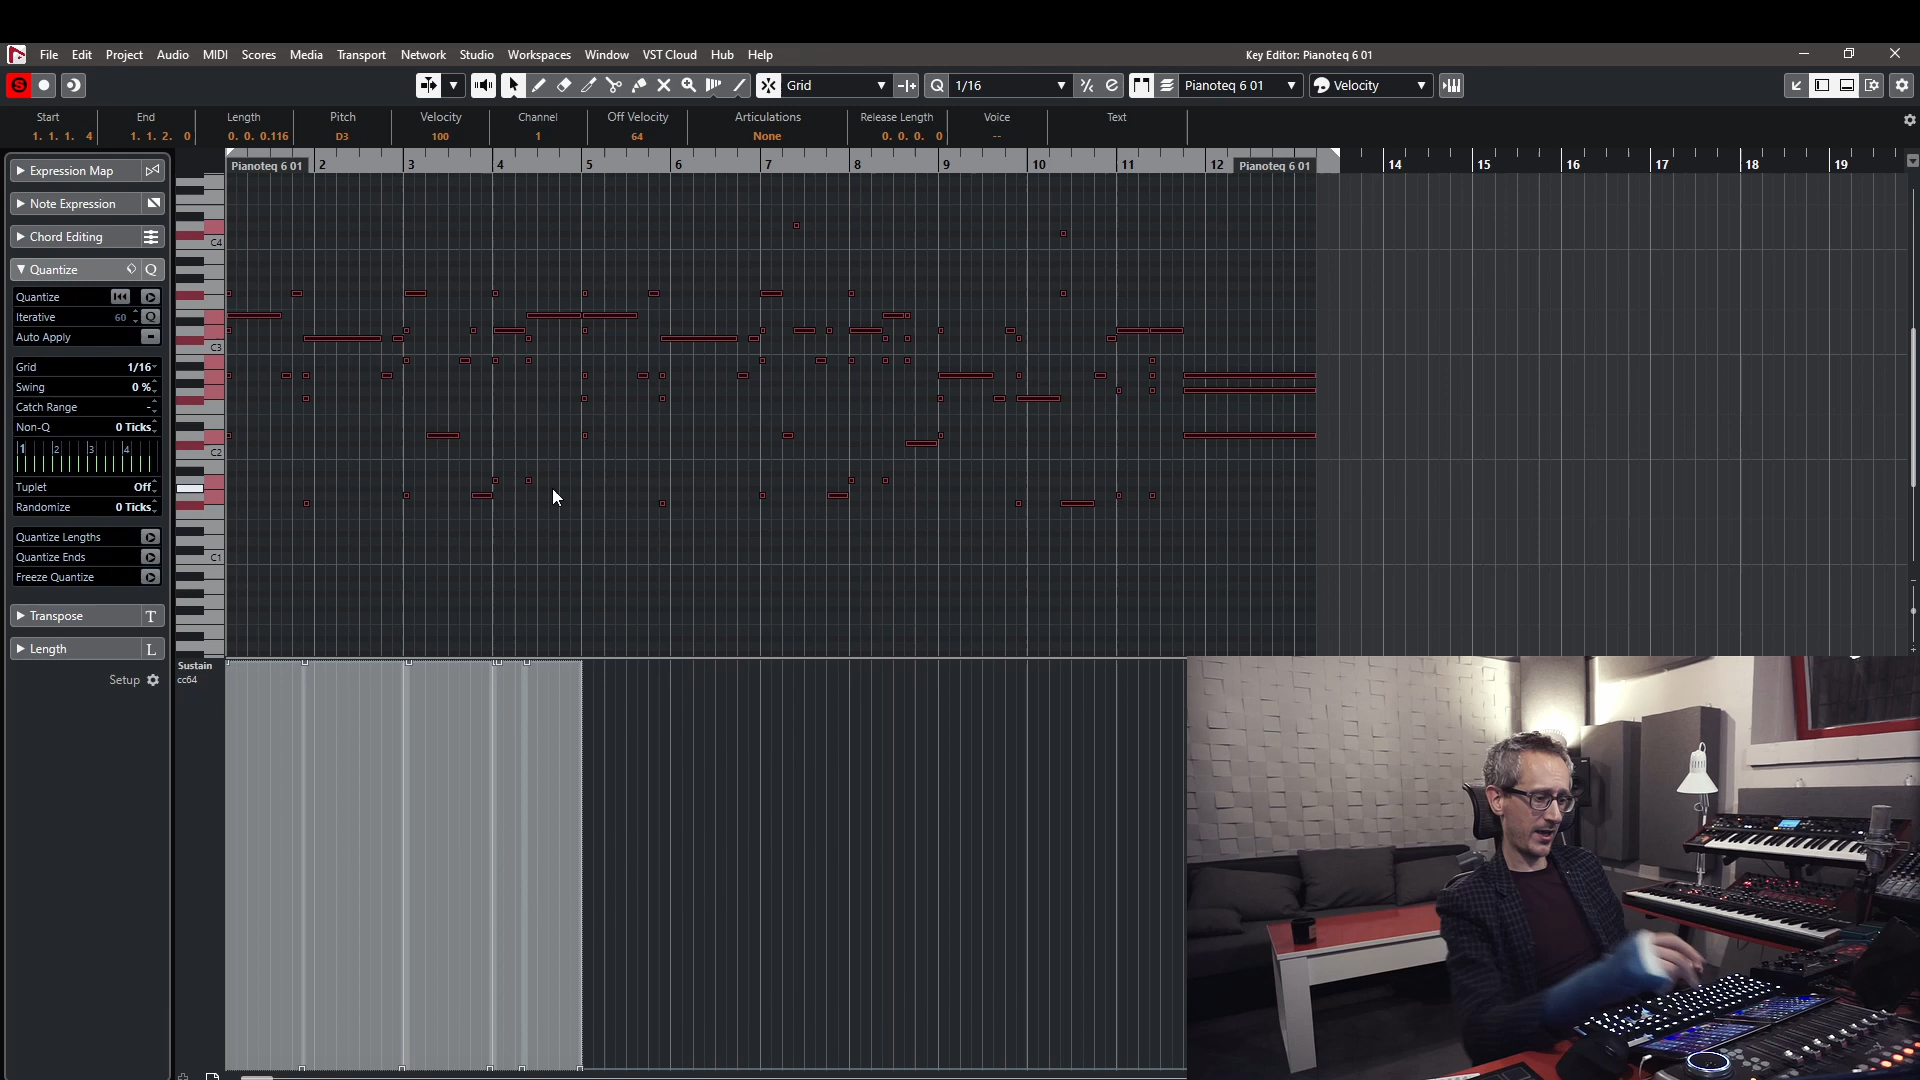 File Edit Project Audio MIDI Scores Media Transport Network Studio Workspaces Window VST Cloud Hub Help Key Editor: Pianoteq 6 01
S Grid Q 1/16 Pianoteq 6 01 Velocity
Start End Length Pitch Velocity Channel Off Velocity Articulations Release Length Voice Text
1. 1. 1. 4 1. 1. 2. 0 0. 0. 0.116 D3 100 1 64 None 0. 0. 0. 0 --
Pianoteq 6 01 2 3 4 5 6 7 8 9 10 11 12 Pianoteq 6 01 14 15 16 17 18 19
Expression Map
Note Expression
Chord Editing
Quantize Q
Quantize
Iterative 60 Q
Auto Apply
Grid 1/16
Swing 0 %
Catch Range -
Non-Q 0 Ticks
1 2 3 4
Tuplet Off
Randomize 0 Ticks
Quantize Lengths
Quantize Ends
Freeze Quantize
Transpose T
Length L
Setup
C4
C3
C2
C1
Sustain
cc64